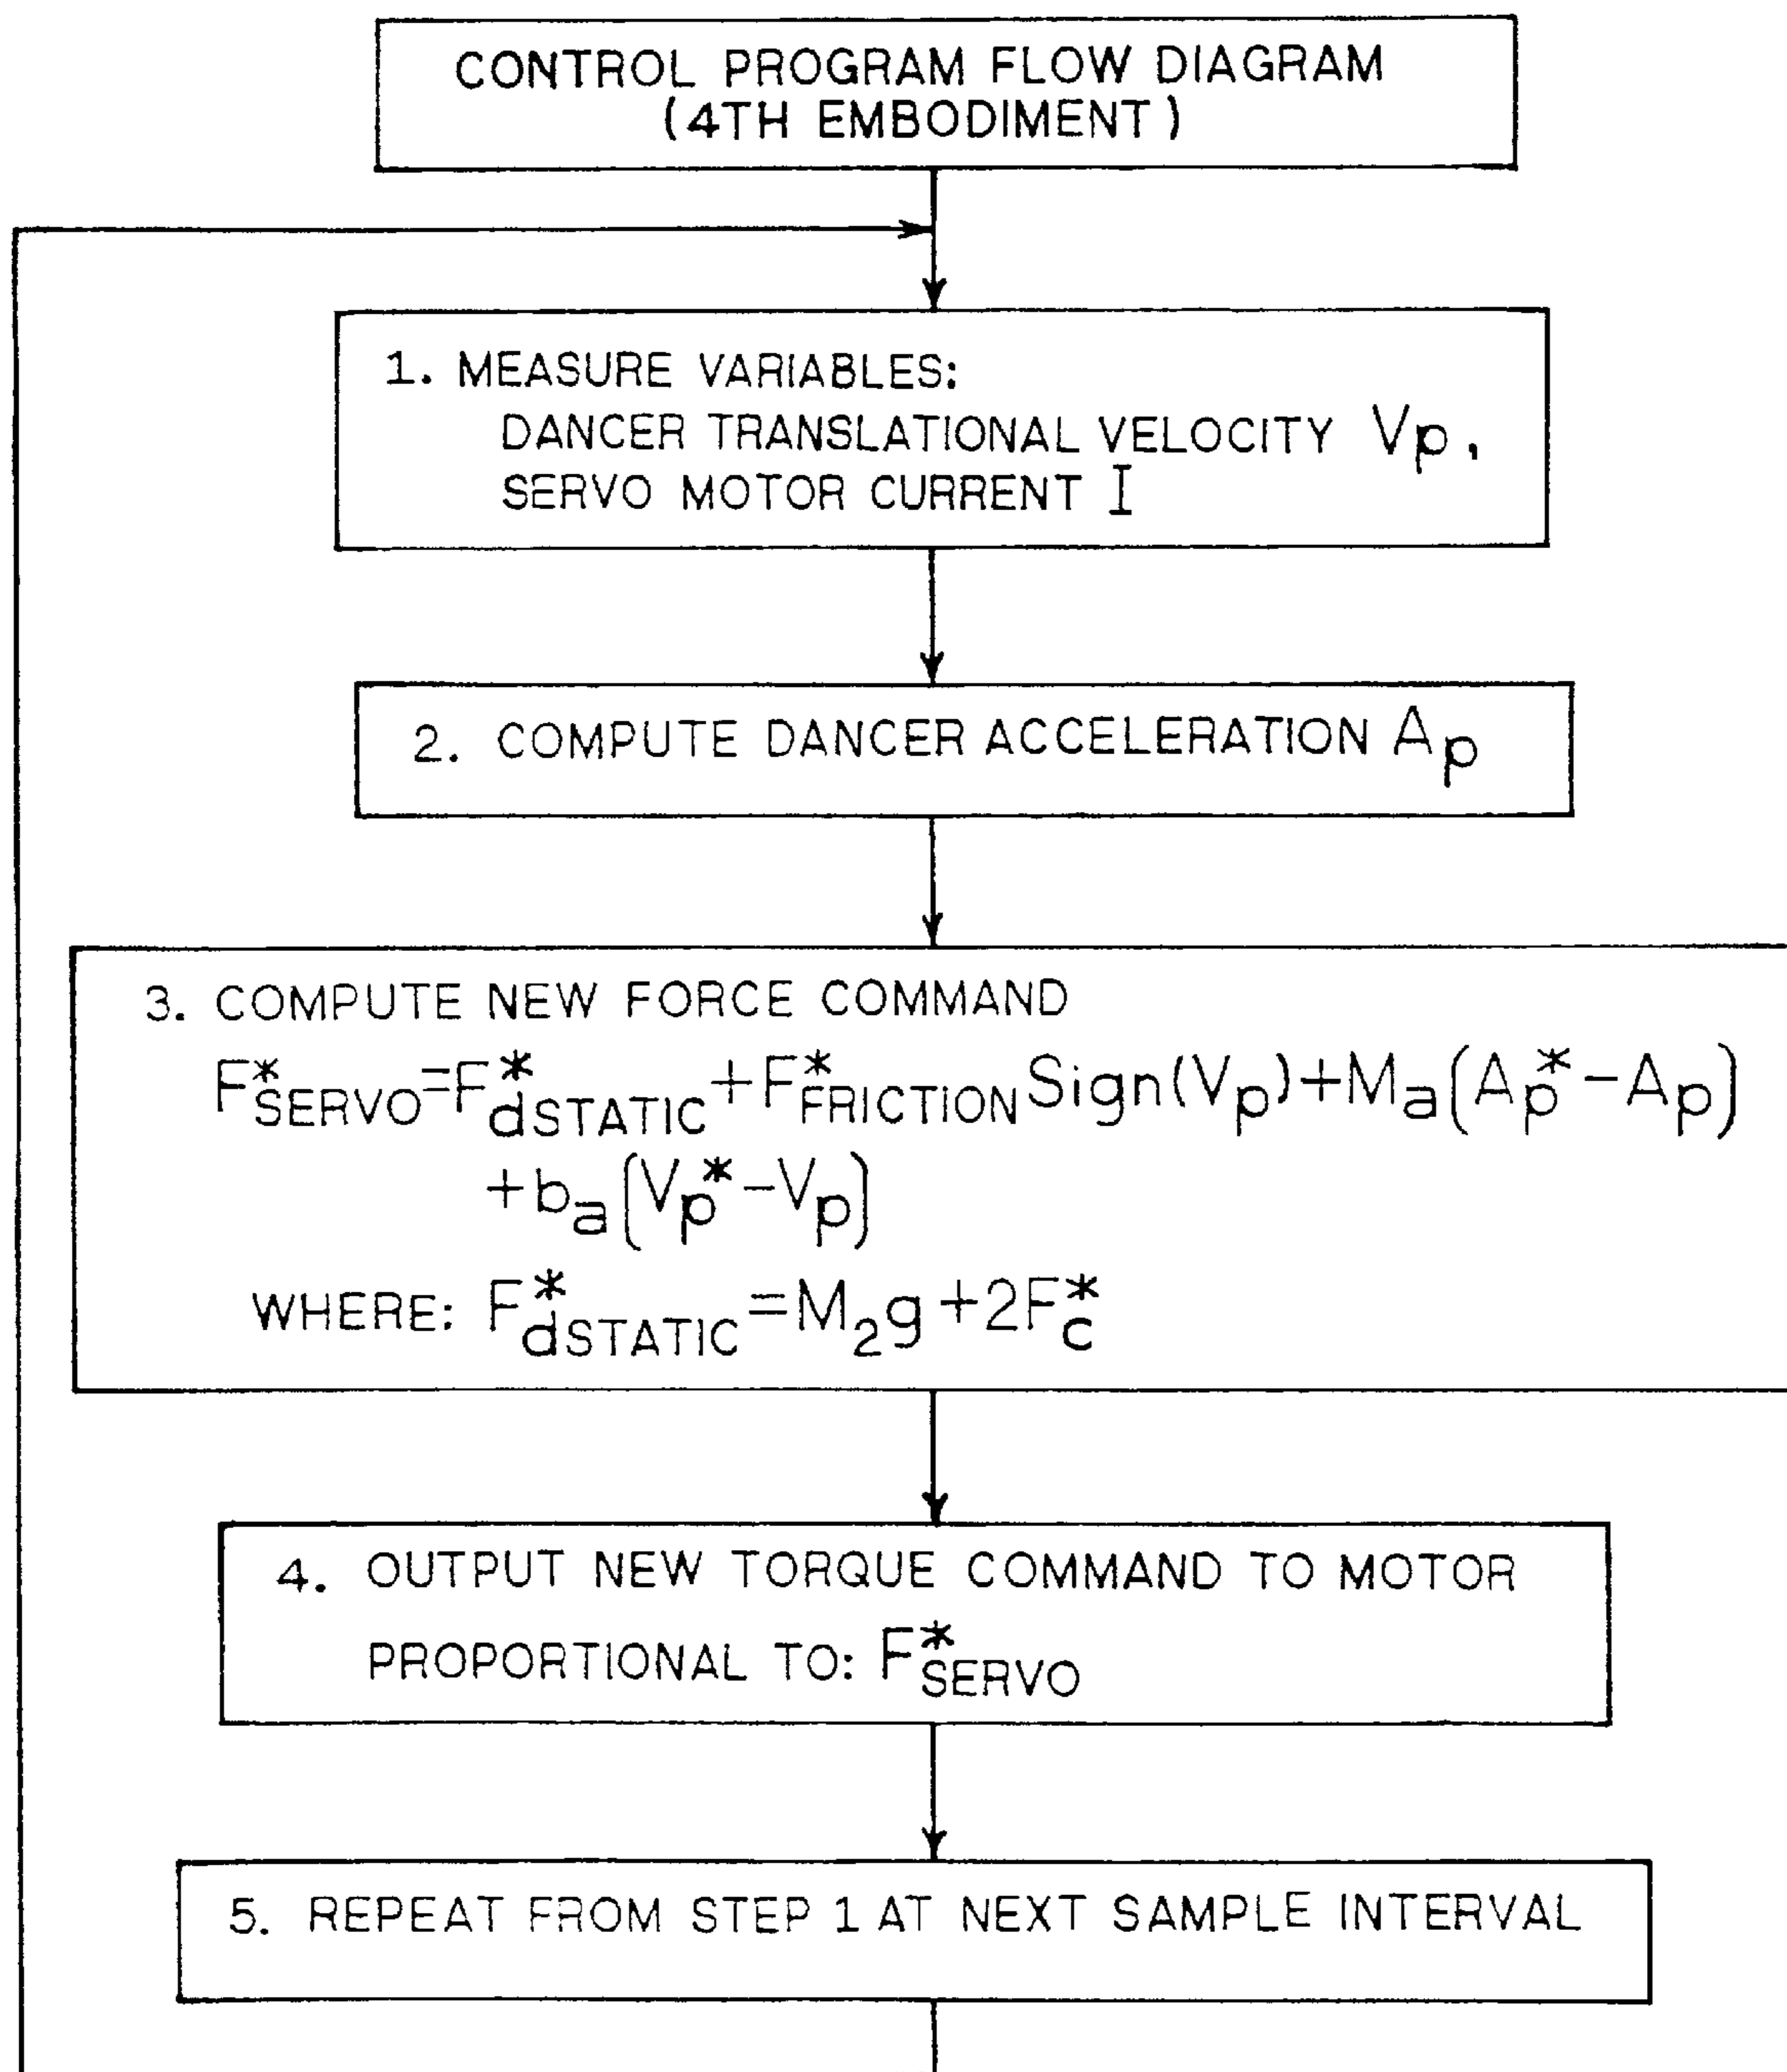 CONTROL PROGRAM FLOW DIAGRAM
(4TH EMBODIMENT)
1. MEASURE VARIABLES:
DANCER TRANSLATIONAL VELOCITY Vp,
SERVO MOTOR CURRENT I
2. COMPUTE DANCER ACCELERATION Ap
3. COMPUTE NEW FORCE COMMAND
F*SERVO=F*dSTATIC+F*FRICTIONSign(Vp)+Ma(Ap*-Ap)
+ba(Vp*-Vp)
WHERE: F*dSTATIC=M2g+2F*c
4. OUTPUT NEW TORQUE COMMAND TO MOTOR
PROPORTIONAL TO: F*SERVO
5. REPEAT FROM STEP 1 AT NEXT SAMPLE INTERVAL